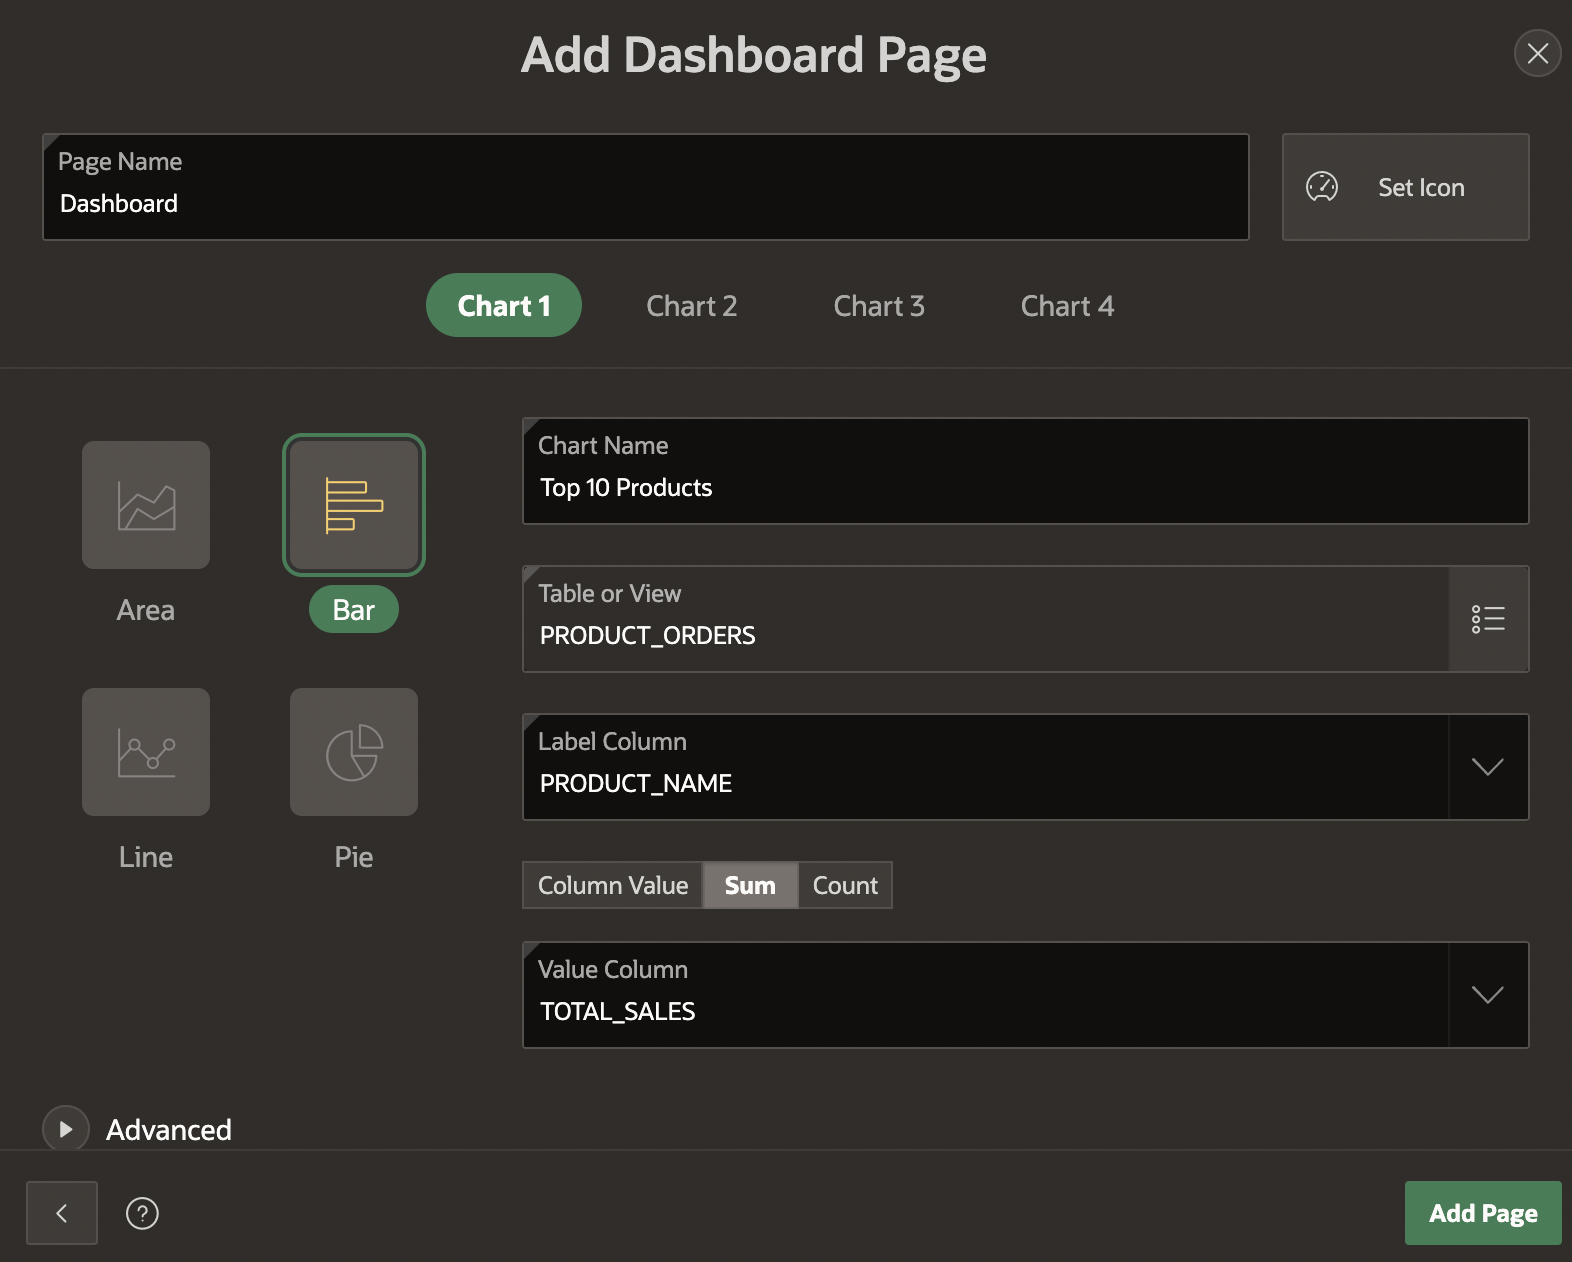 Add Dashboard Page
Page Name
Dashboard
Set Icon
Chart 1 Chart 2 Chart 3 Chart 4
Area
Bar
Line
Pie
Chart Name
Top 10 Products
Table or View
PRODUCT_ORDERS
Label Column
PRODUCT_NAME
Column Value Sum Count
Value Column
TOTAL_SALES
Advanced
?
Add Page